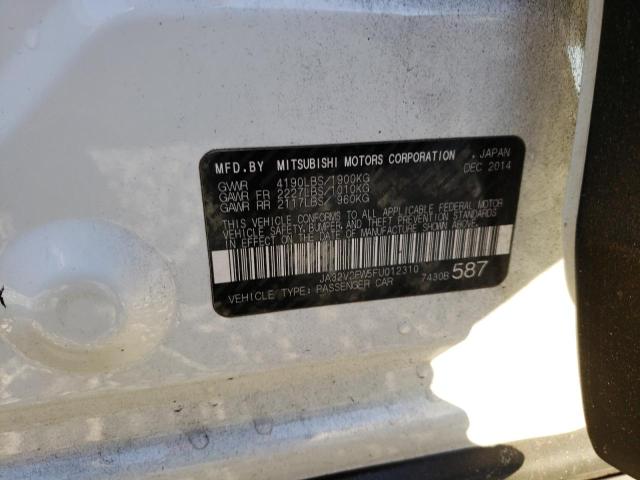 MFD.BY MITSUBISHI MOTORS CORPORATION , JAPAN
DEC 2014
GVWR 4190LBS/1900KG
GAWR FR 2227LBS/1010KG
GAWR RR 2117LBS/ 960KG
THIS VEHICLE CONFORMS TO ALL APPLICABLE FEDERAL MOTOR
VEHICLE SAFETY, BUMPER, AND THEFT PREVENTION STANDARDS
IN EFFECT ON THE DATE OF MANUFACTURE SHOWN ABOVE.
JA32V2FW5FU012310
VEHICLE TYPE: PASSENGER CAR 7430B 587